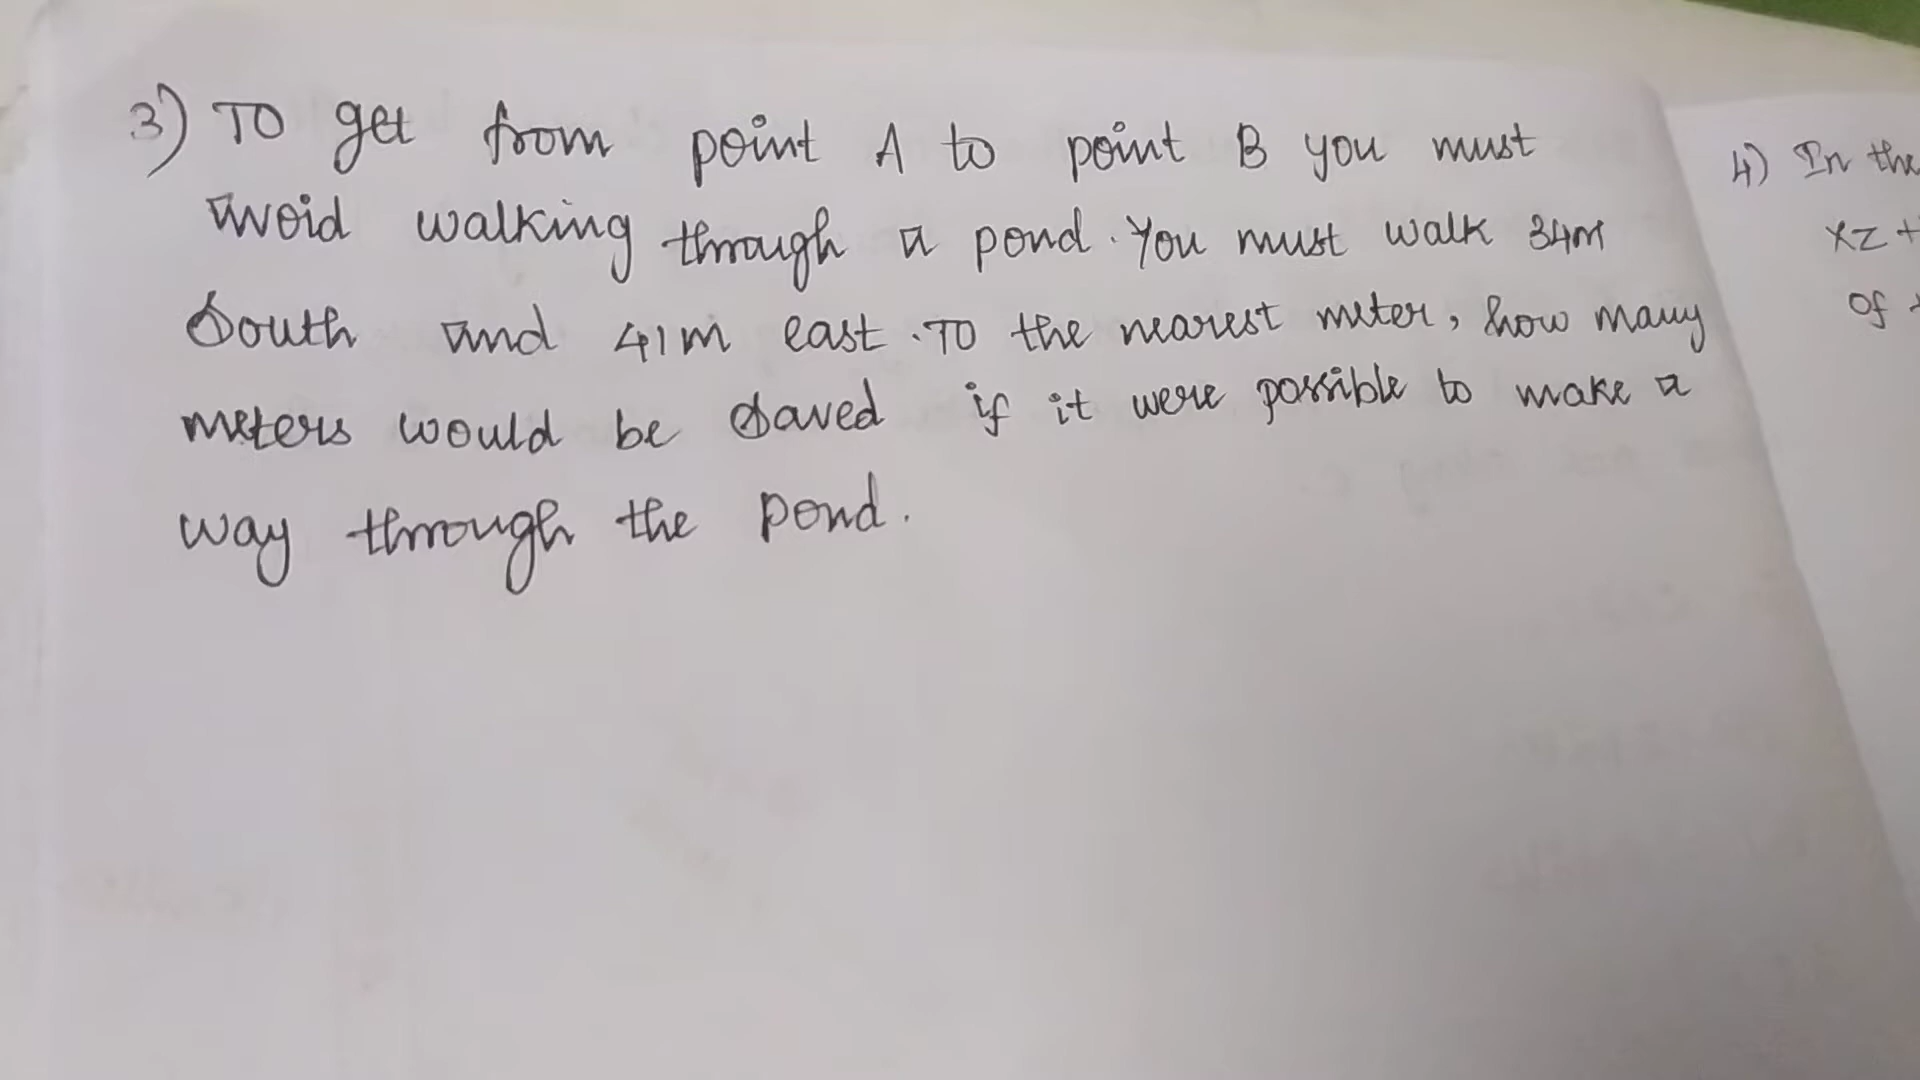 3) To get from point A to point B you must
avoid walking through a pond. You must walk 34m
South and 41m east. To the nearest meter, how many
meters would be saved if it were possible to make a
way through the pond.
4) In the
XZ +
of